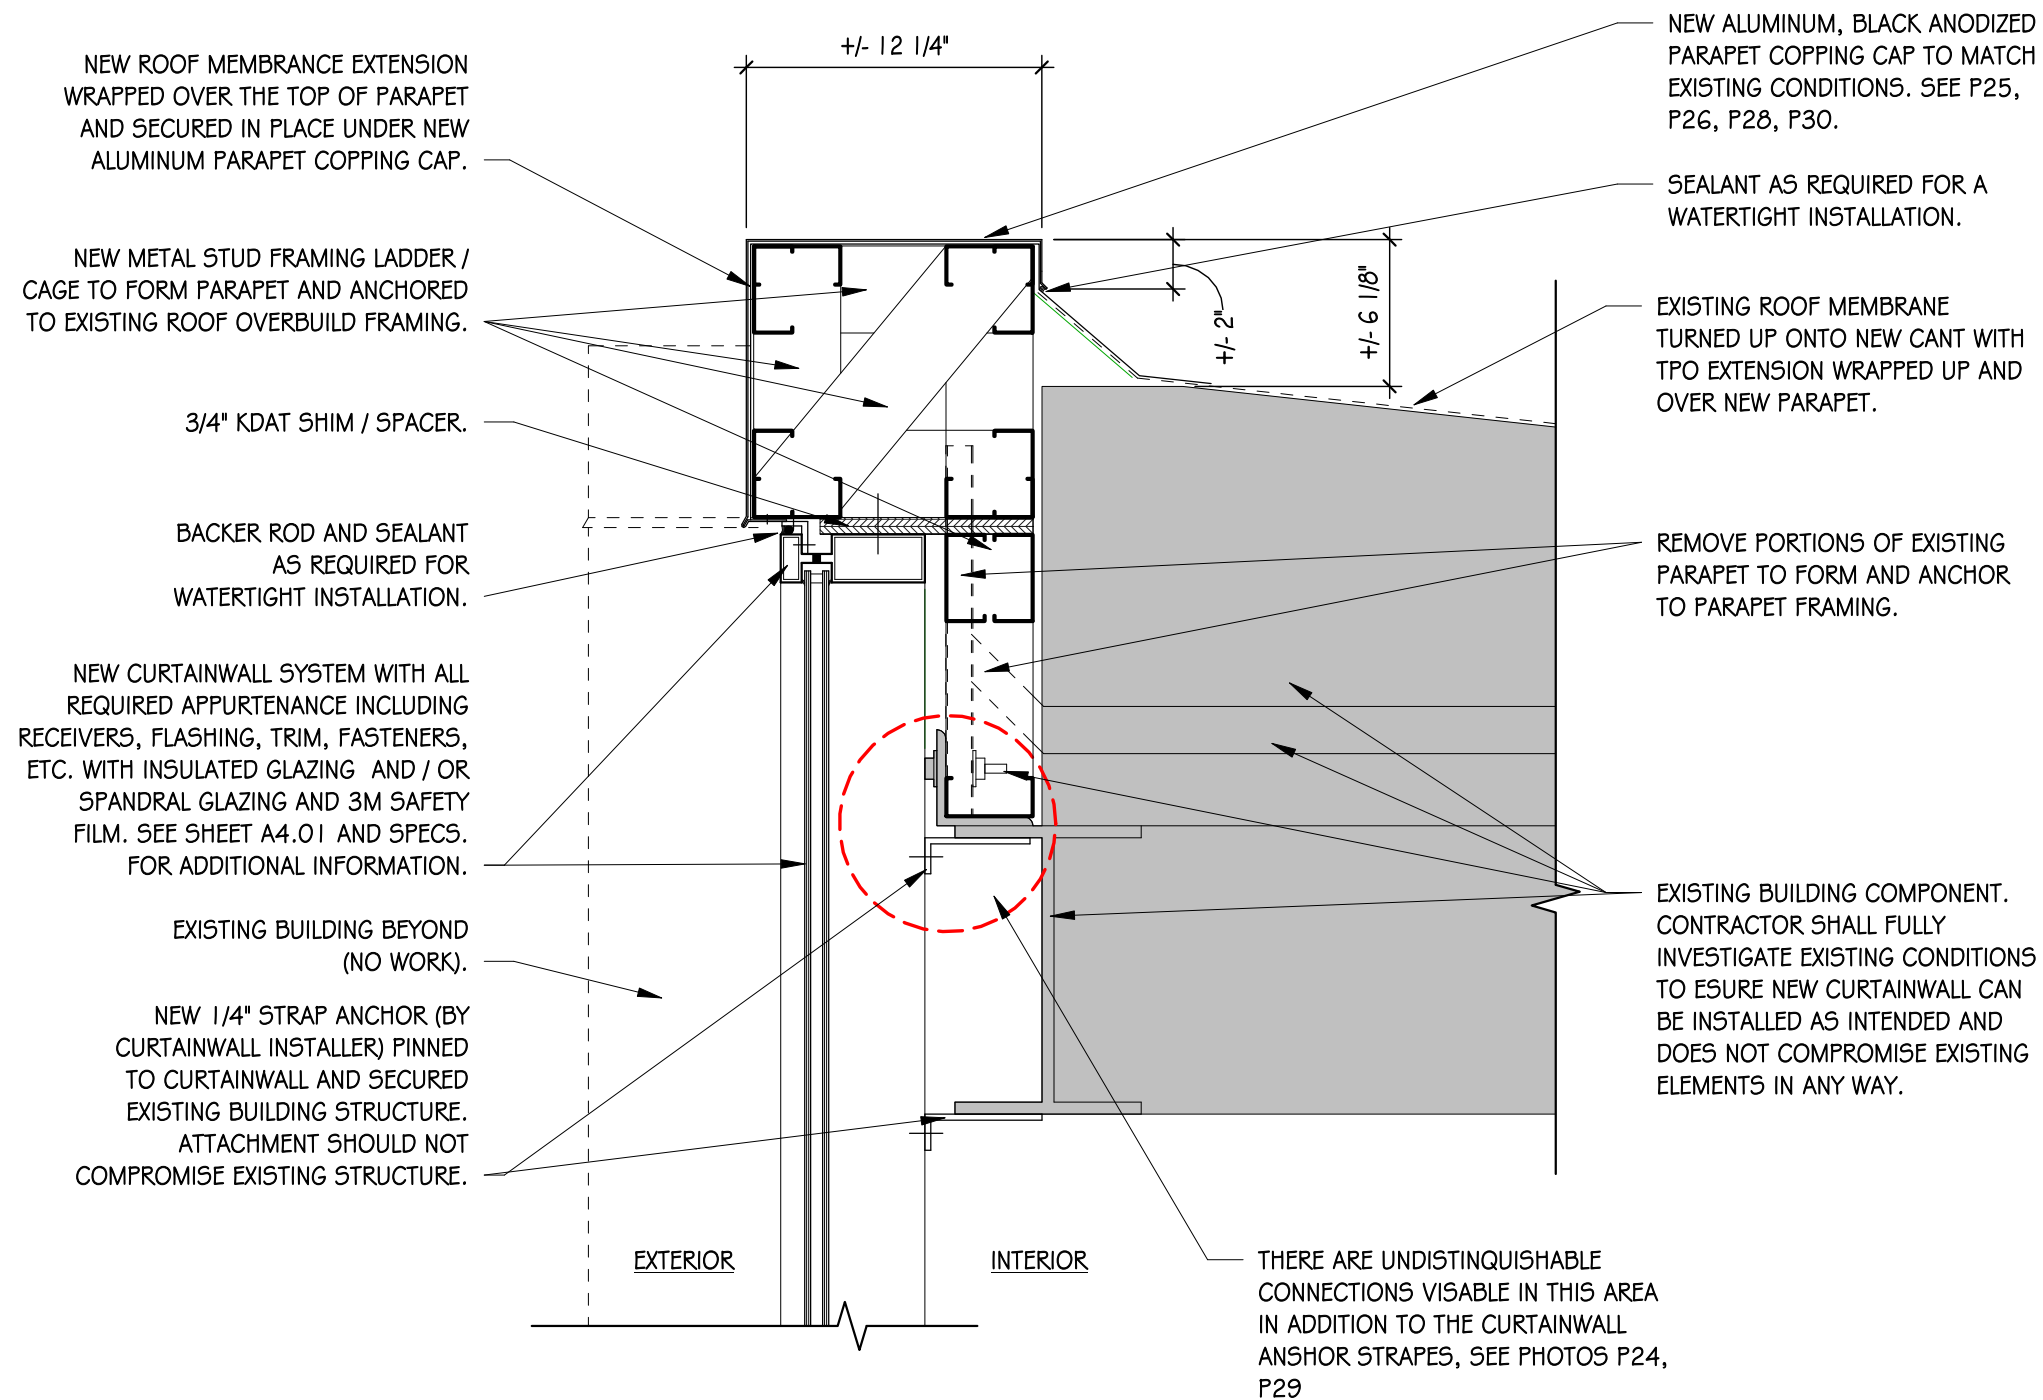 NEW ROOF MEMBRANCE EXTENSION
WRAPPED OVER THE TOP OF PARAPET
AND SECURED IN PLACE UNDER NEW
ALUMINUM PARAPET COPPING CAP.
NEW METAL STUD FRAMING LADDER /
CAGE TO FORM PARAPET AND ANCHORED
TO EXISTING ROOF OVERBUILD FRAMING.
3/4" KDAT SHIM / SPACER.
BACKER ROD AND SEALANT
AS REQUIRED FOR
WATERTIGHT INSTALLATION.
NEW CURTAINWALL SYSTEM WITH ALL
REQUIRED APPURTENANCE INCLUDING
RECEIVERS, FLASHING, TRIM, FASTENERS,
ETC. WITH INSULATED GLAZING AND / OR
SPANDRAL GLAZING AND 3M SAFETY
FILM. SEE SHEET A4.01 AND SPECS.
FOR ADDITIONAL INFORMATION.
EXISTING BUILDING BEYOND
(NO WORK).
NEW 1/4" STRAP ANCHOR (BY
CURTAINWALL INSTALLER) PINNED
TO CURTAINWALL AND SECURED
EXISTING BUILDING STRUCTURE.
ATTACHMENT SHOULD NOT
COMPROMISE EXISTING STRUCTURE.
+/- 12 1/4"
+/- 2"
+/- 6 1/8"
EXTERIOR
INTERIOR
NEW ALUMINUM, BLACK ANODIZED
PARAPET COPPING CAP TO MATCH
EXISTING CONDITIONS. SEE P25,
P26, P28, P30.
SEALANT AS REQUIRED FOR A
WATERTIGHT INSTALLATION.
EXISTING ROOF MEMBRANE
TURNED UP ONTO NEW CANT WITH
TPO EXTENSION WRAPPED UP AND
OVER NEW PARAPET.
REMOVE PORTIONS OF EXISTING
PARAPET TO FORM AND ANCHOR
TO PARAPET FRAMING.
EXISTING BUILDING COMPONENT.
CONTRACTOR SHALL FULLY
INVESTIGATE EXISTING CONDITIONS
TO ESURE NEW CURTAINWALL CAN
BE INSTALLED AS INTENDED AND
DOES NOT COMPROMISE EXISTING
ELEMENTS IN ANY WAY.
THERE ARE UNDISTINQUISHABLE
CONNECTIONS VISABLE IN THIS AREA
IN ADDITION TO THE CURTAINWALL
ANSHOR STRAPES, SEE PHOTOS P24,
P29